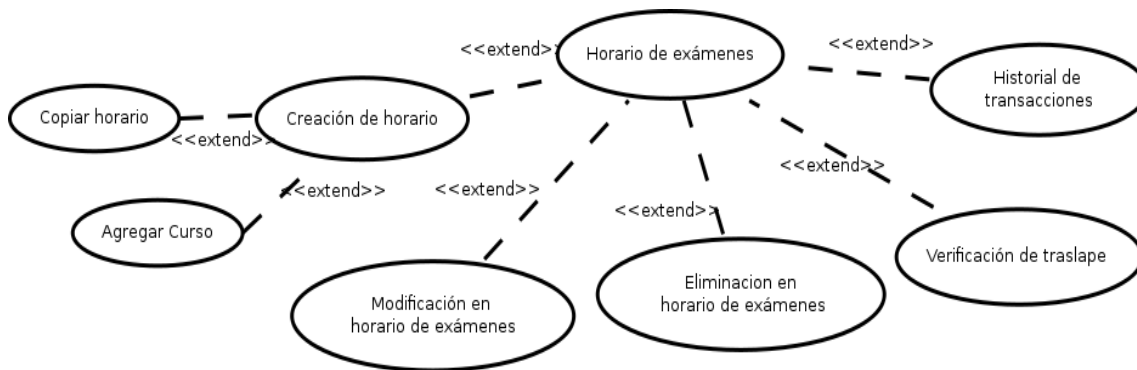 <<extend>>
Horario de exámenes
<<extend>>
Historial de
transacciones
Copiar horario
Creación de horario
<<extend>>
<<extend>>
<<extend>>
<<extend>>
<<extend>>
Agregar Curso
Verificación de traslape
Modificación en
horario de exámenes
Eliminacion en
horario de exámenes